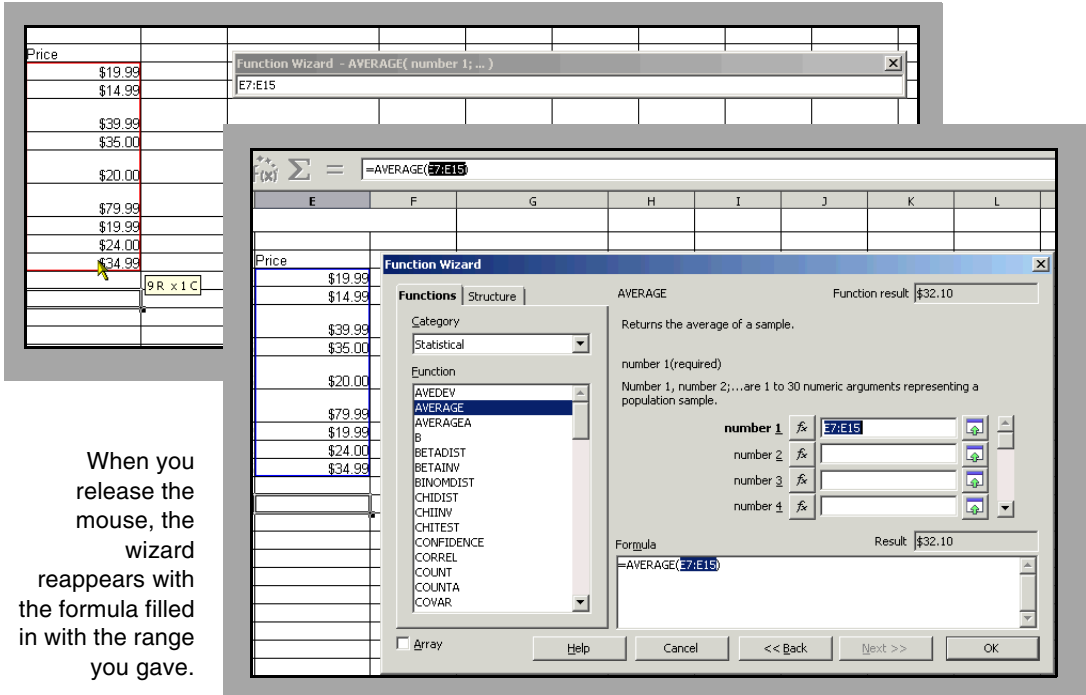 Price
$19.99
$14.99
$39.99
$35.00
$20.00
$79.99
$19.99
$24.00
$34.99
9 R x 1 C
Function Wizard - AVERAGE( number 1; ... )
E7:E15
f(x) Σ = =AVERAGE(E7:E15)
E F G H I J K L
Price
$19.99
$14.99
$39.99
$35.00
$20.00
$79.99
$19.99
$24.00
$34.99
Function Wizard
Functions Structure
Category
Statistical
Function
AVEDEV
AVERAGE
AVERAGEA
B
BETADIST
BETAINV
BINOMDIST
CHIDIST
CHIINV
CHITEST
CONFIDENCE
CORREL
COUNT
COUNTA
COVAR
Array
AVERAGE Function result $32.10
Returns the average of a sample.
number 1(required)
Number 1, number 2;...are 1 to 30 numeric arguments representing a
population sample.
number 1 fx E7:E15
number 2 fx
number 3 fx
number 4 fx
Formula Result $32.10
=AVERAGE(E7:E15)
Help Cancel << Back Next >> OK
When you
release the
mouse, the
wizard
reappears with
the formula filled
in with the range
you gave.